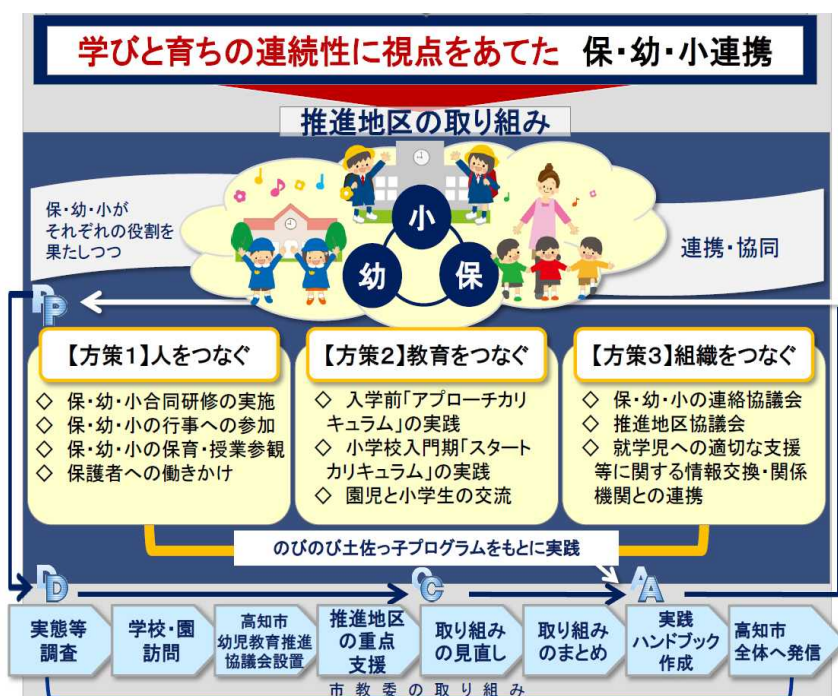 学びと育ちの連続性に視点をあてた 保・幼・小連携
推進地区の取り組み
保・幼・小が
それぞれの役割を
果たしつつ
小
幼
保
連携・協同
P
【方策1】人をつなぐ
◇ 保・幼・小合同研修の実施
◇ 保・幼・小の行事への参加
◇ 保・幼・小の保育・授業参観
◇ 保護者への働きかけ
【方策2】教育をつなぐ
◇ 入学前「アプローチカリ
キュラム」の実践
◇ 小学校入門期「スタート
カリキュラム」の実践
◇ 園児と小学生の交流
【方策3】組織をつなぐ
◇ 保・幼・小の連絡協議会
◇ 推進地区協議会
◇ 就学児への適切な支援
等に関する情報交換・関係
機関との連携
のびのび土佐っ子プログラムをもとに実践
D
C
A
実態等
調査
学校・園
訪問
高知市
幼児教育推進
協議会設置
推進地区
の重点
支援
取り組み
の見直し
取り組み
のまとめ
実践
ハンドブック
作成
高知市
全体へ発信
市教委の取り組み